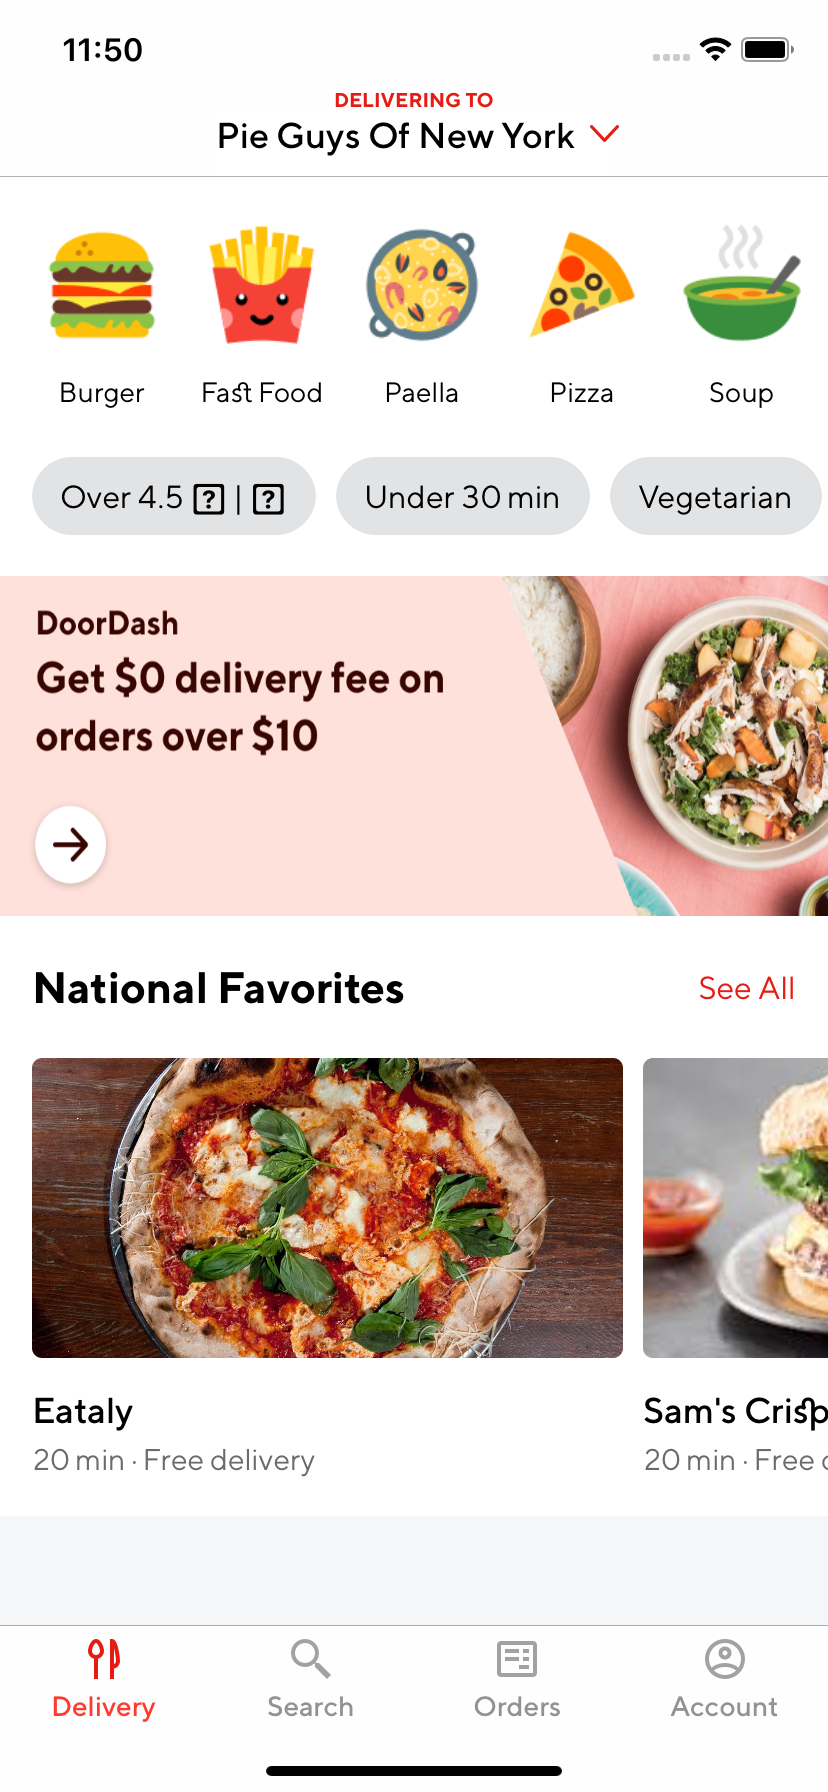 11:50
DELIVERING TO
Pie Guys Of New York
Burger
Fast Food
Paella
Pizza
Soup
Over 4.5 ⍰ | ⍰
Under 30 min
Vegetarian
DoorDash
Get $0 delivery fee on
orders over $10
National Favorites
See All
Eataly
20 min · Free delivery
Sam's Crisp
20 min · Free
Delivery
Search
Orders
Account